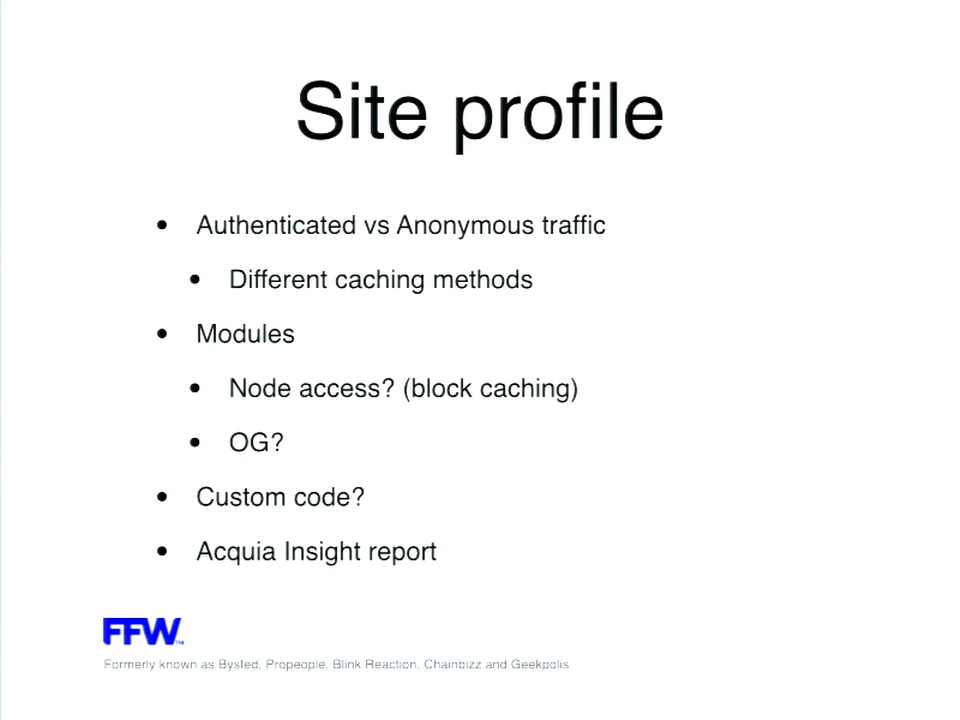 Site profile
• Authenticated vs Anonymous traffic
• Different caching methods
• Modules
• Node access? (block caching)
• OG?
• Custom code?
• Acquia Insight report
FFW™
Formerly known as Bysted, Propeople, Blink Reaction, Chainbizz and Geekpolis